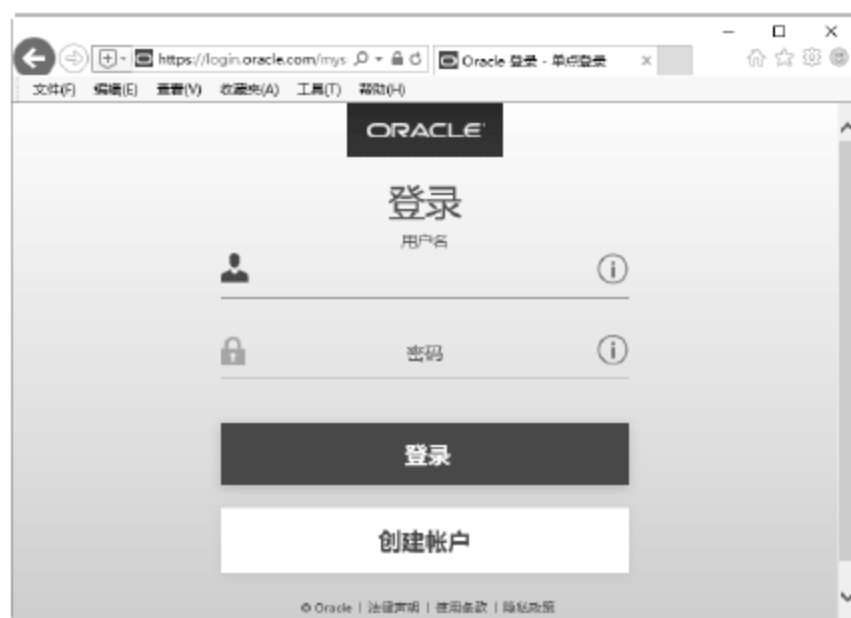 https://login.oracle.com/mys
Oracle 登录 - 单点登录
文件(F) 编辑(E) 查看(V) 收藏夹(A) 工具(T) 帮助(H)
ORACLE
登录
用户名
密码
登录
创建帐户
© Oracle | 法律声明 | 使用条款 | 隐私政策